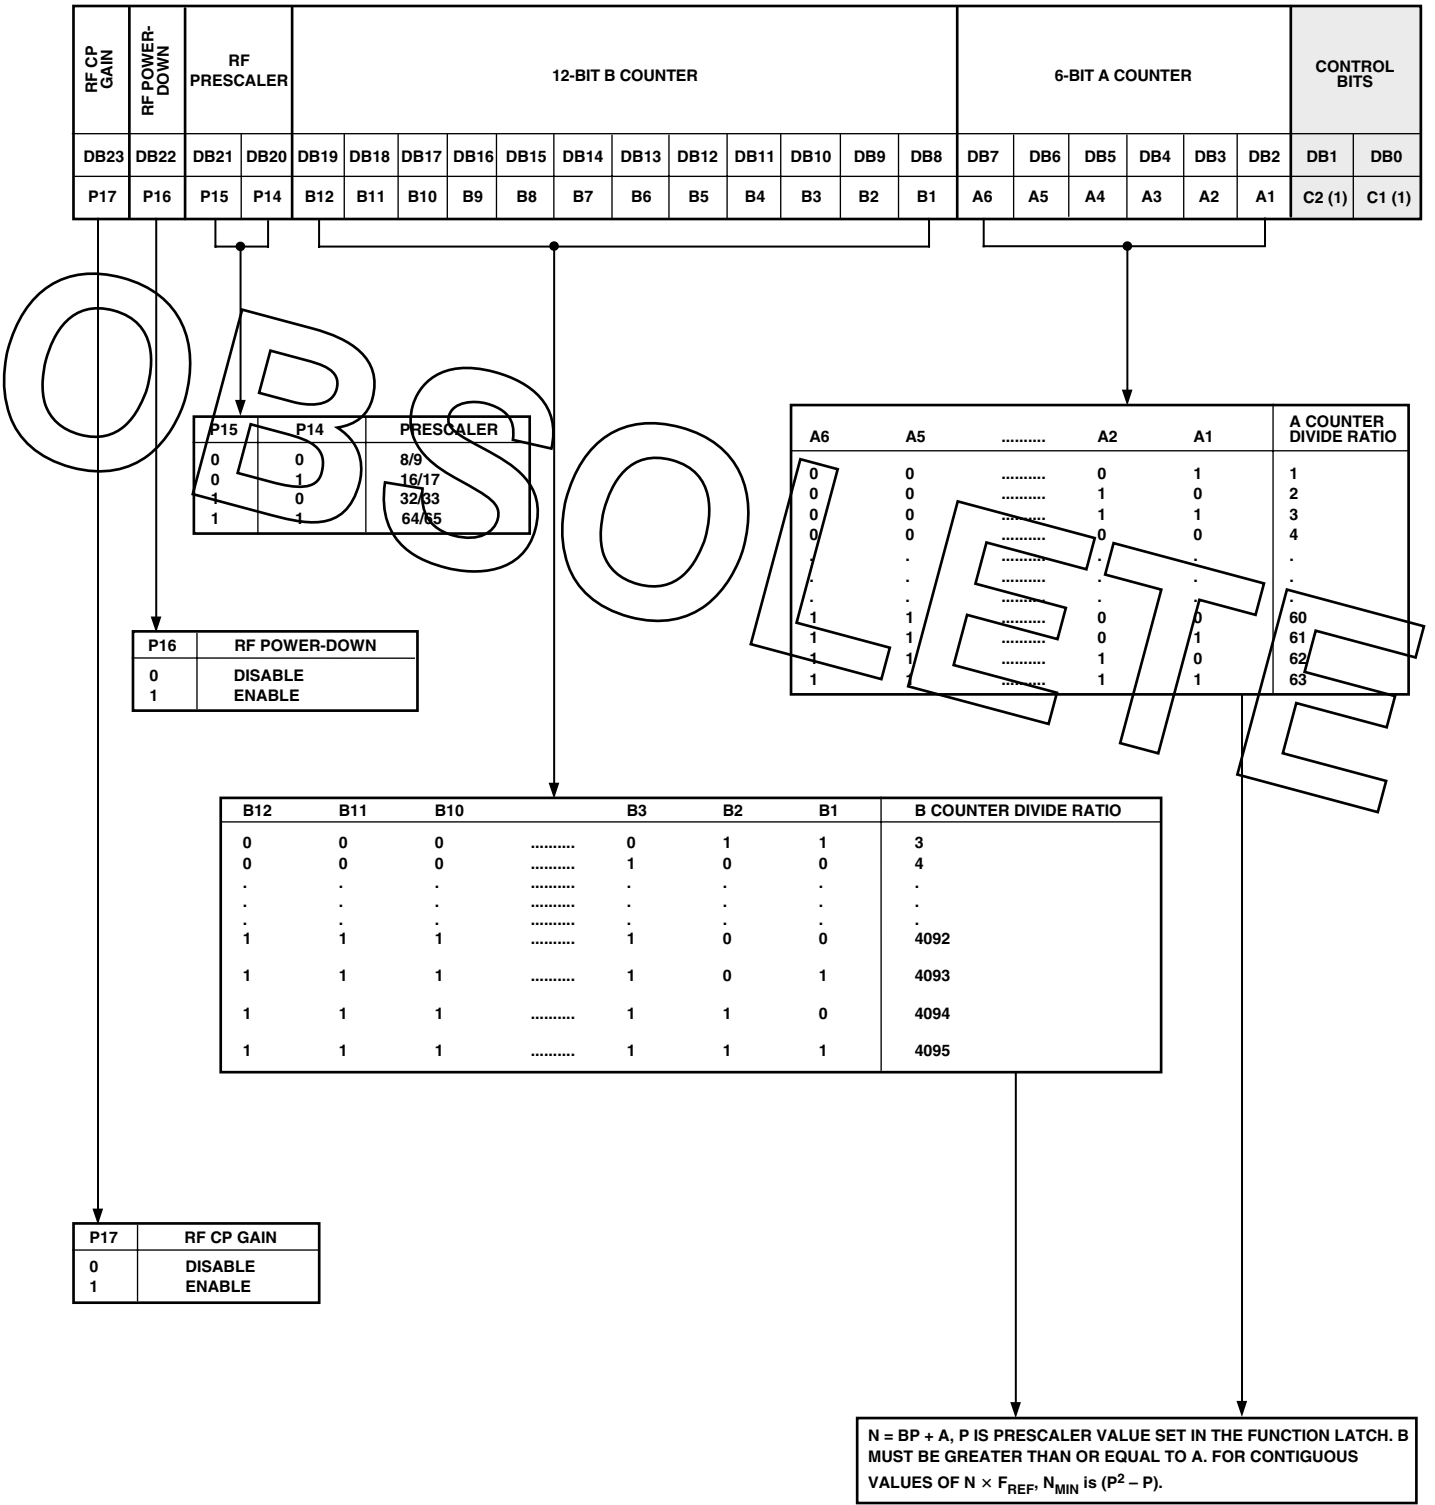 RF CP GAIN
RF POWER-DOWN
RF PRESCALER
12-BIT B COUNTER
6-BIT A COUNTER
CONTROL BITS
DB23 DB22 DB21 DB20 DB19 DB18 DB17 DB16 DB15 DB14 DB13 DB12 DB11 DB10 DB9 DB8 DB7 DB6 DB5 DB4 DB3 DB2 DB1 DB0
P17 P16 P15 P14 B12 B11 B10 B9 B8 B7 B6 B5 B4 B3 B2 B1 A6 A5 A4 A3 A2 A1 C2 (1) C1 (1)
OBSOLETE
P15 P14 PRESCALER
0 0 8/9
0 1 16/17
1 0 32/33
1 1 64/65
A6 A5 .......... A2 A1 A COUNTER DIVIDE RATIO
0 0 .......... 0 1 1
0 0 .......... 1 0 2
0 0 .......... 1 1 3
0 0 .......... 0 0 4
. . .......... . . .
. . .......... . . .
. . .......... . . .
1 1 .......... 0 0 60
1 1 .......... 0 1 61
1 1 .......... 1 0 62
1 1 .......... 1 1 63
P16 RF POWER-DOWN
0 DISABLE
1 ENABLE
B12 B11 B10 B3 B2 B1 B COUNTER DIVIDE RATIO
0 0 0 .......... 0 1 1 3
0 0 0 .......... 1 0 0 4
. . . .......... . . . .
. . . .......... . . . .
. . . .......... . . . .
1 1 1 .......... 1 0 0 4092
1 1 1 .......... 1 0 1 4093
1 1 1 .......... 1 1 0 4094
1 1 1 .......... 1 1 1 4095
P17 RF CP GAIN
0 DISABLE
1 ENABLE
N = BP + A, P IS PRESCALER VALUE SET IN THE FUNCTION LATCH. B
MUST BE GREATER THAN OR EQUAL TO A. FOR CONTIGUOUS
VALUES OF N × F_REF, N_MIN is (P² – P).